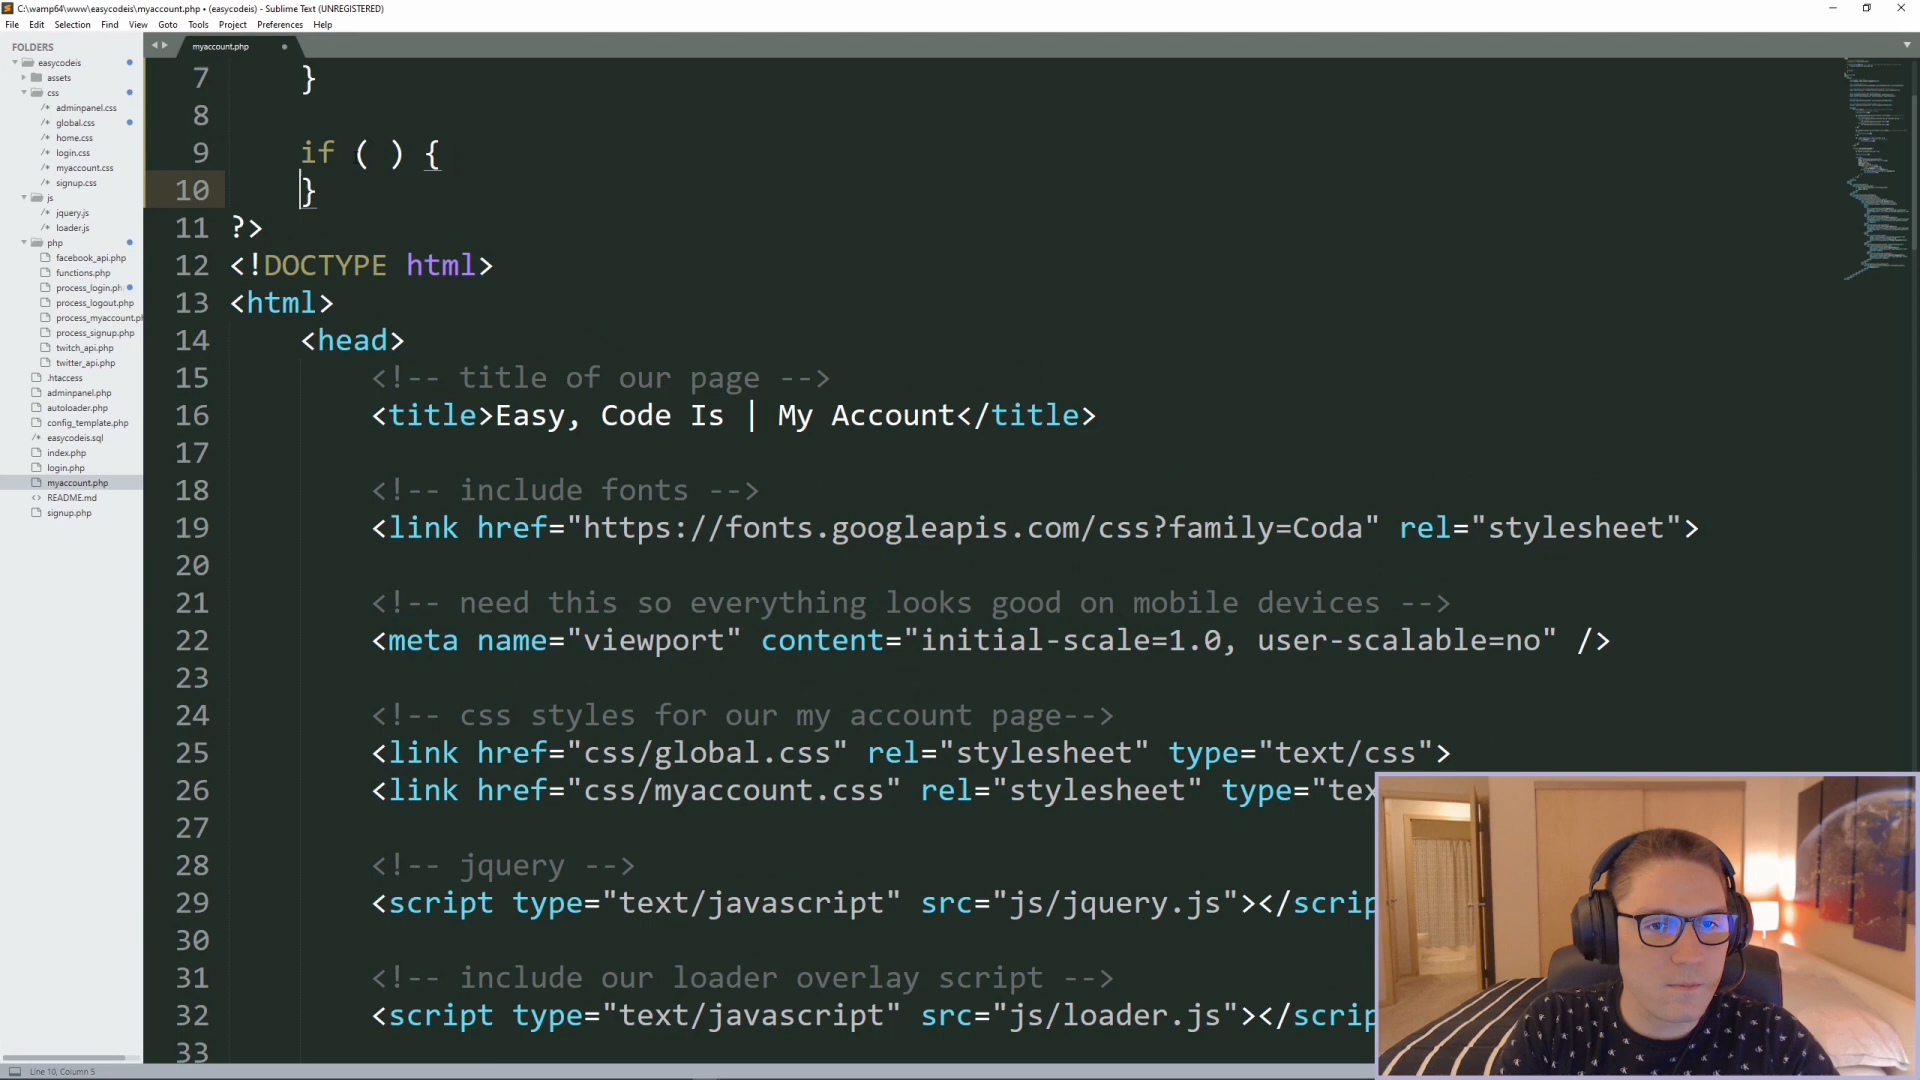 C:\wamp64\www\easycodeis\myaccount.php • (easycodeis) - Sublime Text (UNREGISTERED)
File Edit Selection Find View Goto Tools Project Preferences Help
FOLDERS
easycodeis
assets
css
/* adminpanel.css
/* global.css
/* home.css
/* login.css
/* myaccount.css
/* signup.css
js
/* jquery.js
/* loader.js
php
facebook_api.php
functions.php
process_login.ph
process_logout.php
process_myaccount.ph
process_signup.php
twitch_api.php
twitter_api.php
.htaccess
adminpanel.php
autoloader.php
config_template.php
/* easycodeis.sql
index.php
login.php
myaccount.php
<> README.md
signup.php
myaccount.php
7 }
8
9 if ( ) {
10 }
11 ?>
12 <!DOCTYPE html>
13 <html>
14 <head>
15 <!-- title of our page -->
16 <title>Easy, Code Is | My Account</title>
17
18 <!-- include fonts -->
19 <link href="https://fonts.googleapis.com/css?family=Coda" rel="stylesheet">
20
21 <!-- need this so everything looks good on mobile devices -->
22 <meta name="viewport" content="initial-scale=1.0, user-scalable=no" />
23
24 <!-- css styles for our my account page-->
25 <link href="css/global.css" rel="stylesheet" type="text/css">
26 <link href="css/myaccount.css" rel="stylesheet" type="tex
27
28 <!-- jquery -->
29 <script type="text/javascript" src="js/jquery.js"></scrip
30
31 <!-- include our loader overlay script -->
32 <script type="text/javascript" src="js/loader.js"></scrip
33
Line 10, Column 5